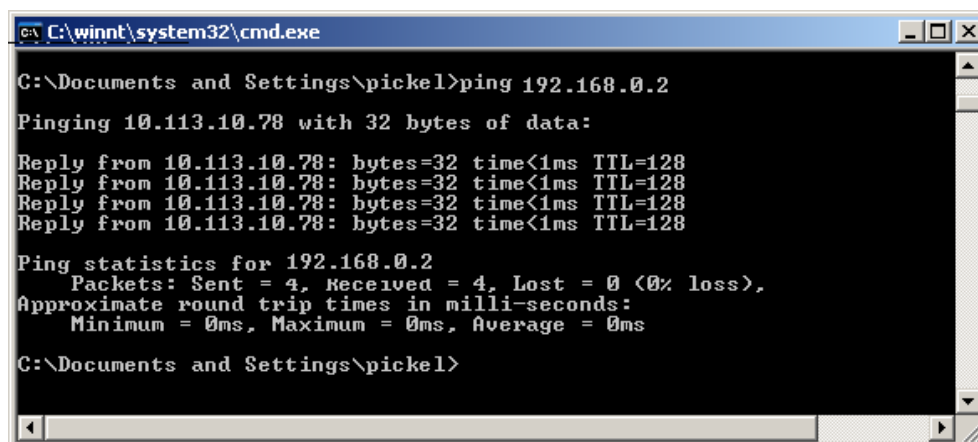 C:\winnt\system32\cmd.exe
C:\Documents and Settings\pickel>ping 192.168.0.2
Pinging 10.113.10.78 with 32 bytes of data:
Reply from 10.113.10.78: bytes=32 time<1ms TTL=128
Reply from 10.113.10.78: bytes=32 time<1ms TTL=128
Reply from 10.113.10.78: bytes=32 time<1ms TTL=128
Reply from 10.113.10.78: bytes=32 time<1ms TTL=128
Ping statistics for 192.168.0.2
Packets: Sent = 4, Received = 4, Lost = 0 (0% loss),
Approximate round trip times in milli-seconds:
Minimum = 0ms, Maximum = 0ms, Average = 0ms
C:\Documents and Settings\pickel>